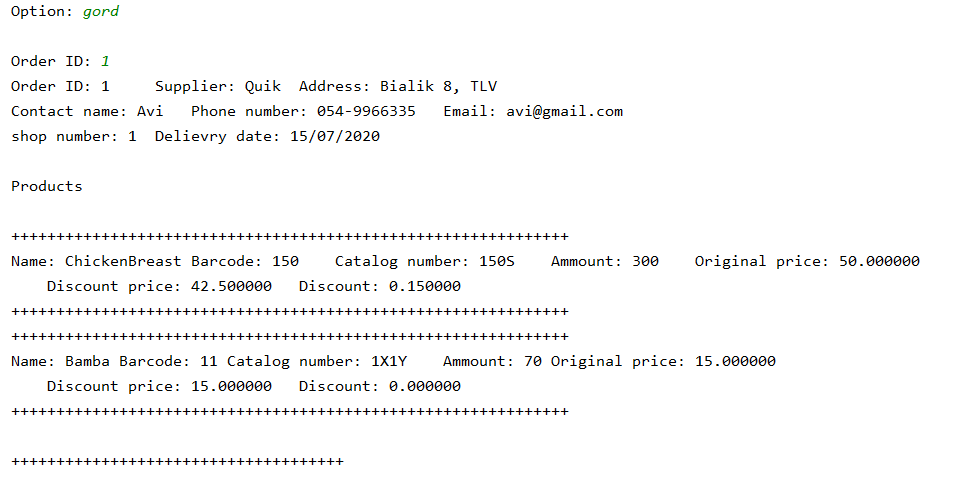 Option: gord
Order ID: 1
Order ID: 1     Supplier: Quik  Address: Bialik 8, TLV
Contact name: Avi   Phone number: 054-9966335   Email: avi@gmail.com
shop number: 1  Delievry date: 15/07/2020
Products
++++++++++++++++++++++++++++++++++++++++++++++++++++++++++++++
Name: ChickenBreast Barcode: 150    Catalog number: 150S    Ammount: 300    Original price: 50.000000
    Discount price: 42.500000   Discount: 0.150000
++++++++++++++++++++++++++++++++++++++++++++++++++++++++++++++
++++++++++++++++++++++++++++++++++++++++++++++++++++++++++++++
Name: Bamba Barcode: 11 Catalog number: 1X1Y    Ammount: 70 Original price: 15.000000
    Discount price: 15.000000   Discount: 0.000000
++++++++++++++++++++++++++++++++++++++++++++++++++++++++++++++
+++++++++++++++++++++++++++++++++++++